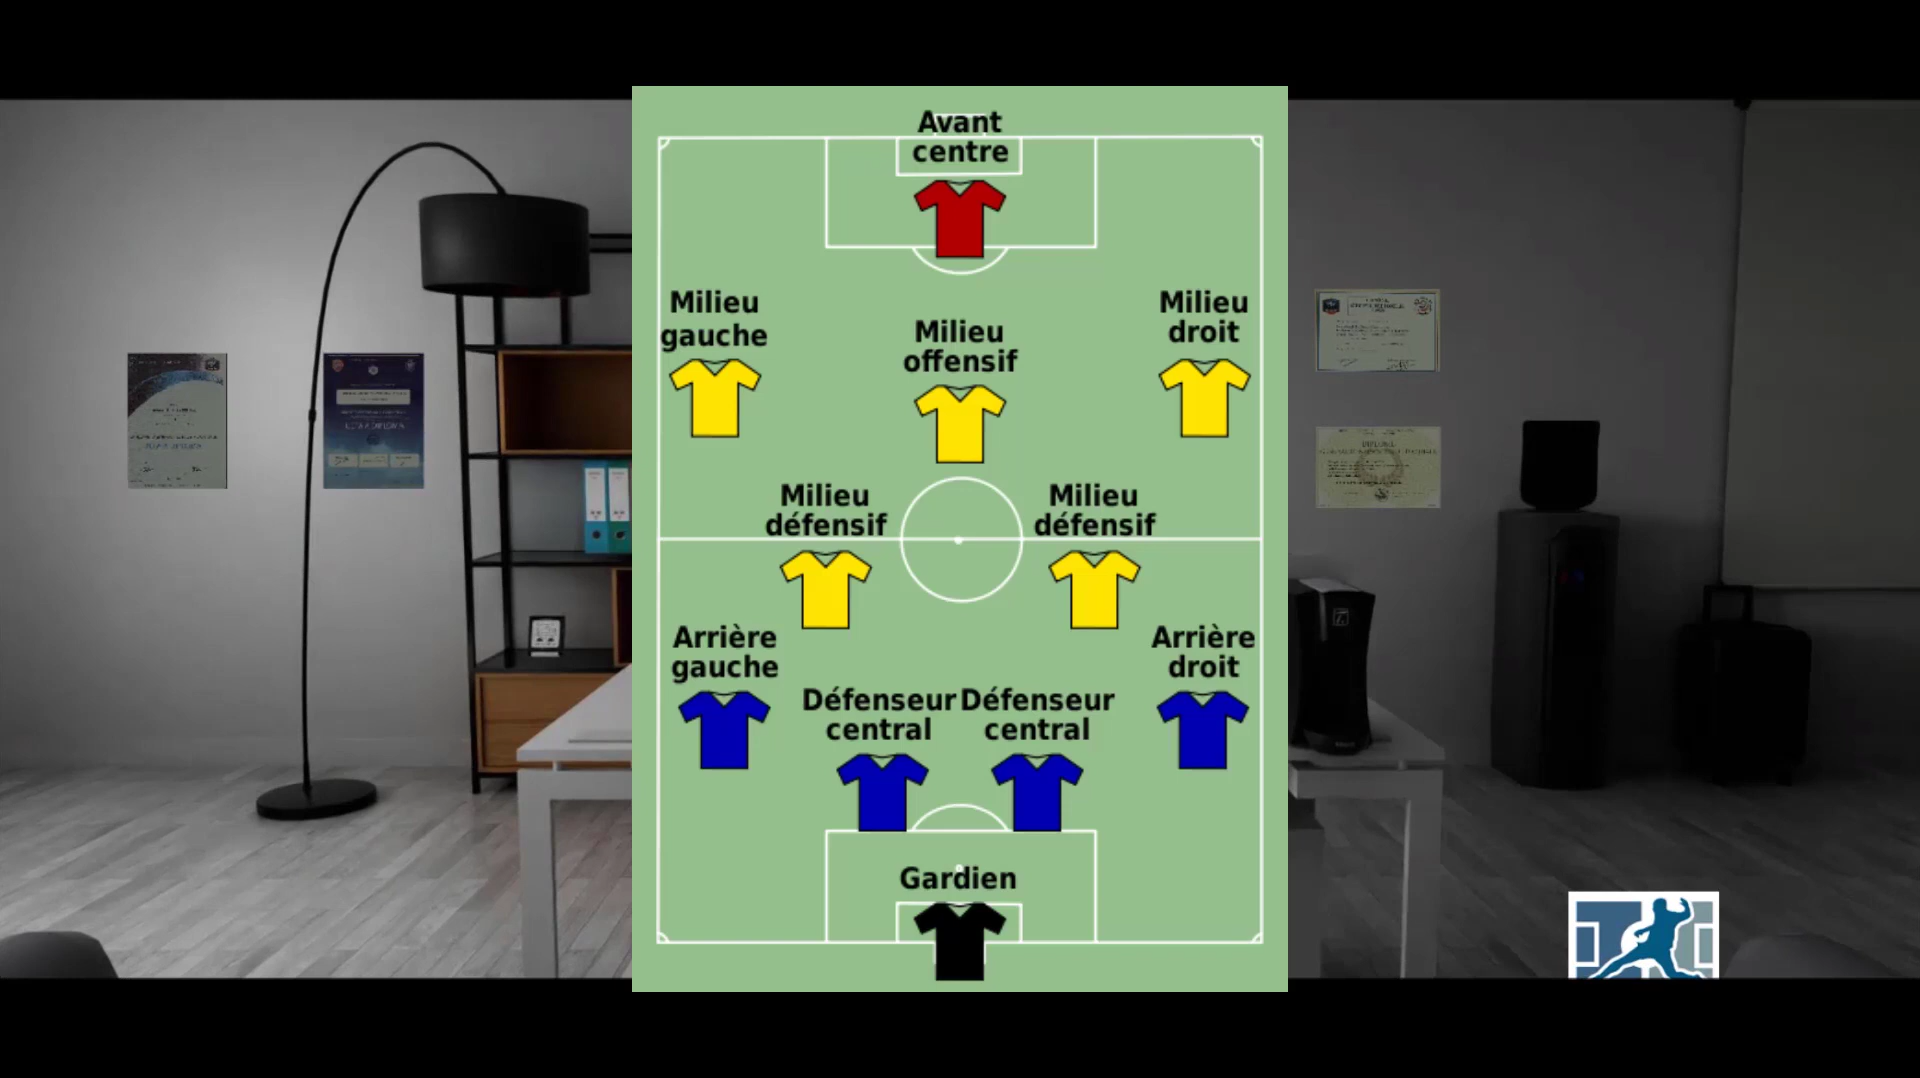 Avant
centre
Milieu
gauche
Milieu
offensif
Milieu
droit
Milieu
défensif
Milieu
défensif
Arrière
gauche
Défenseur
central
Défenseur
central
Arrière
droit
Gardien